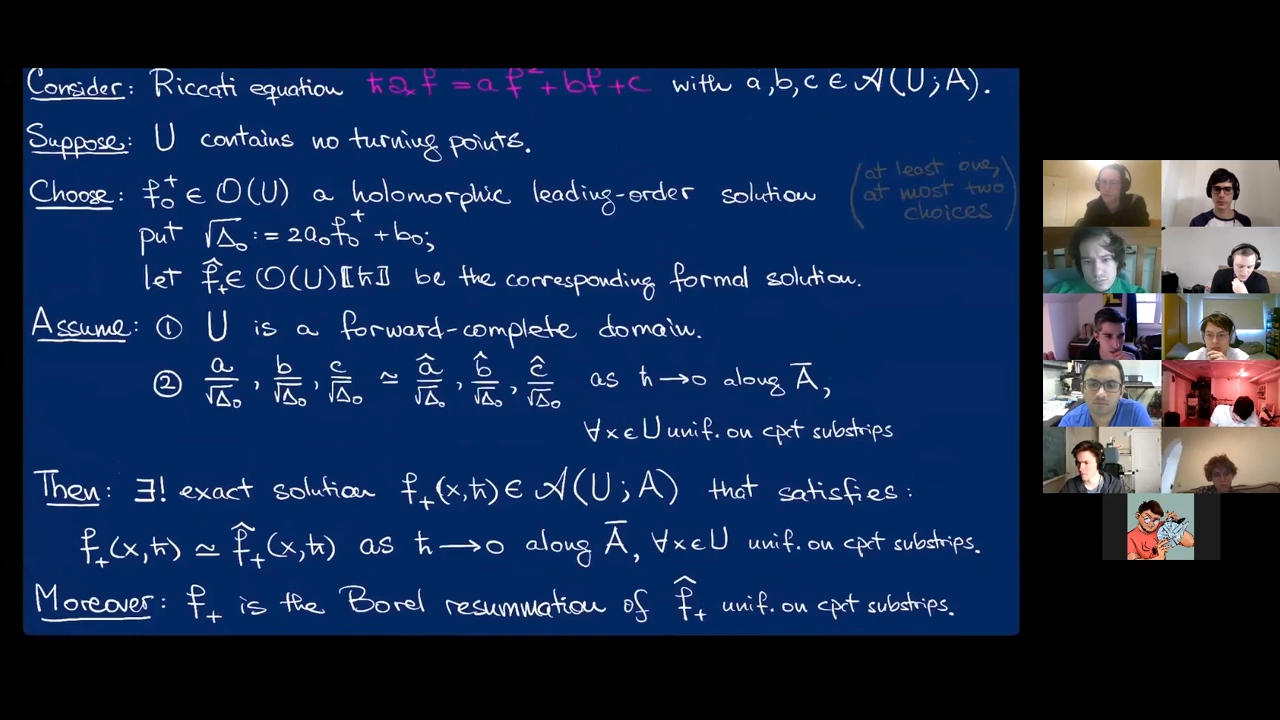 Consider: Riccati equation ħ∂ₓf = af² + bf + c with a,b,c ∈ 𝒜(U;A).
Suppose: U contains no turning points.
Choose: f₀⁺ ∈ 𝒪(U) a holomorphic leading-order solution
(at least one, at most two choices)
put √Δ₀ := 2a₀f₀⁺ + b₀;
let f̂₊ ∈ 𝒪(U)⟦ħ⟧ be the corresponding formal solution.
Assume: ① U is a forward-complete domain.
② a/√Δ₀, b/√Δ₀, c/√Δ₀ ≃ â/√Δ₀, b̂/√Δ₀, ĉ/√Δ₀ as ħ → 0 along A̅,
∀x∈U unif. on cpct substrips
Then: ∃! exact solution f₊(x,ħ) ∈ 𝒜(U;A) that satisfies:
f₊(x,ħ) ≃ f̂₊(x,ħ) as ħ → 0 along A̅, ∀x∈U unif. on cpct substrips.
Moreover: f₊ is the Borel resummation of f̂₊ unif. on cpct substrips.